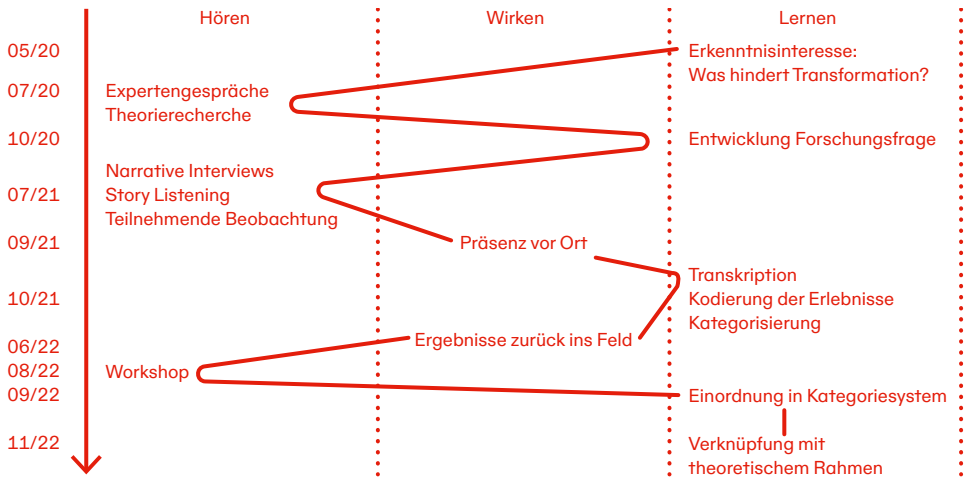 Hören
Wirken
Lernen
05/20
Erkenntnisinteresse:
Was hindert Transformation?
07/20
Expertengespräche
Theorierecherche
10/20
Entwicklung Forschungsfrage
07/21
Narrative Interviews
Story Listening
Teilnehmende Beobachtung
09/21
Präsenz vor Ort
10/21
Transkription
Kodierung der Erlebnisse
Kategorisierung
06/22
Ergebnisse zurück ins Feld
08/22
Workshop
09/22
Einordnung in Kategoriesystem
11/22
Verknüpfung mit
theoretischem Rahmen